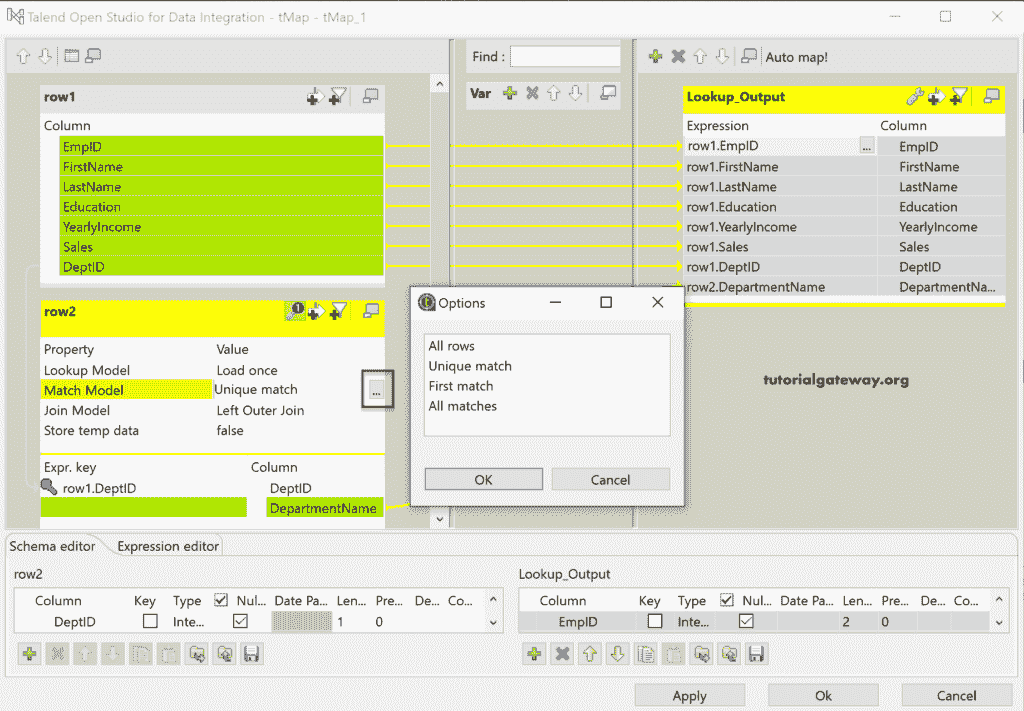 Talend Open Studio for Data Integration - tMap - tMap_1
Find :
Auto map!
Var
row1
Column
EmpID
FirstName
LastName
Education
YearlyIncome
Sales
DeptID
row2
Property Value
Lookup Model Load once
Match Model Unique match ...
Join Model Left Outer Join
Store temp data false
Expr. key Column
row1.DeptID DeptID
DepartmentName
Lookup_Output
Expression Column
row1.EmpID ... EmpID
row1.FirstName FirstName
row1.LastName LastName
row1.Education Education
row1.YearlyIncome YearlyIncome
row1.Sales Sales
row1.DeptID DeptID
row2.DepartmentName DepartmentNa...
Options
All rows
Unique match
First match
All matches
OK Cancel
tutorialgateway.org
Schema editor Expression editor
row2
Column Key Type Nul... Date Pa... Len... Pre... De... Co...
DeptID Inte... 1 0
Lookup_Output
Column Key Type Nul... Date Pa... Len... Pre... De... Co...
EmpID Inte... 2 0
Apply Ok Cancel